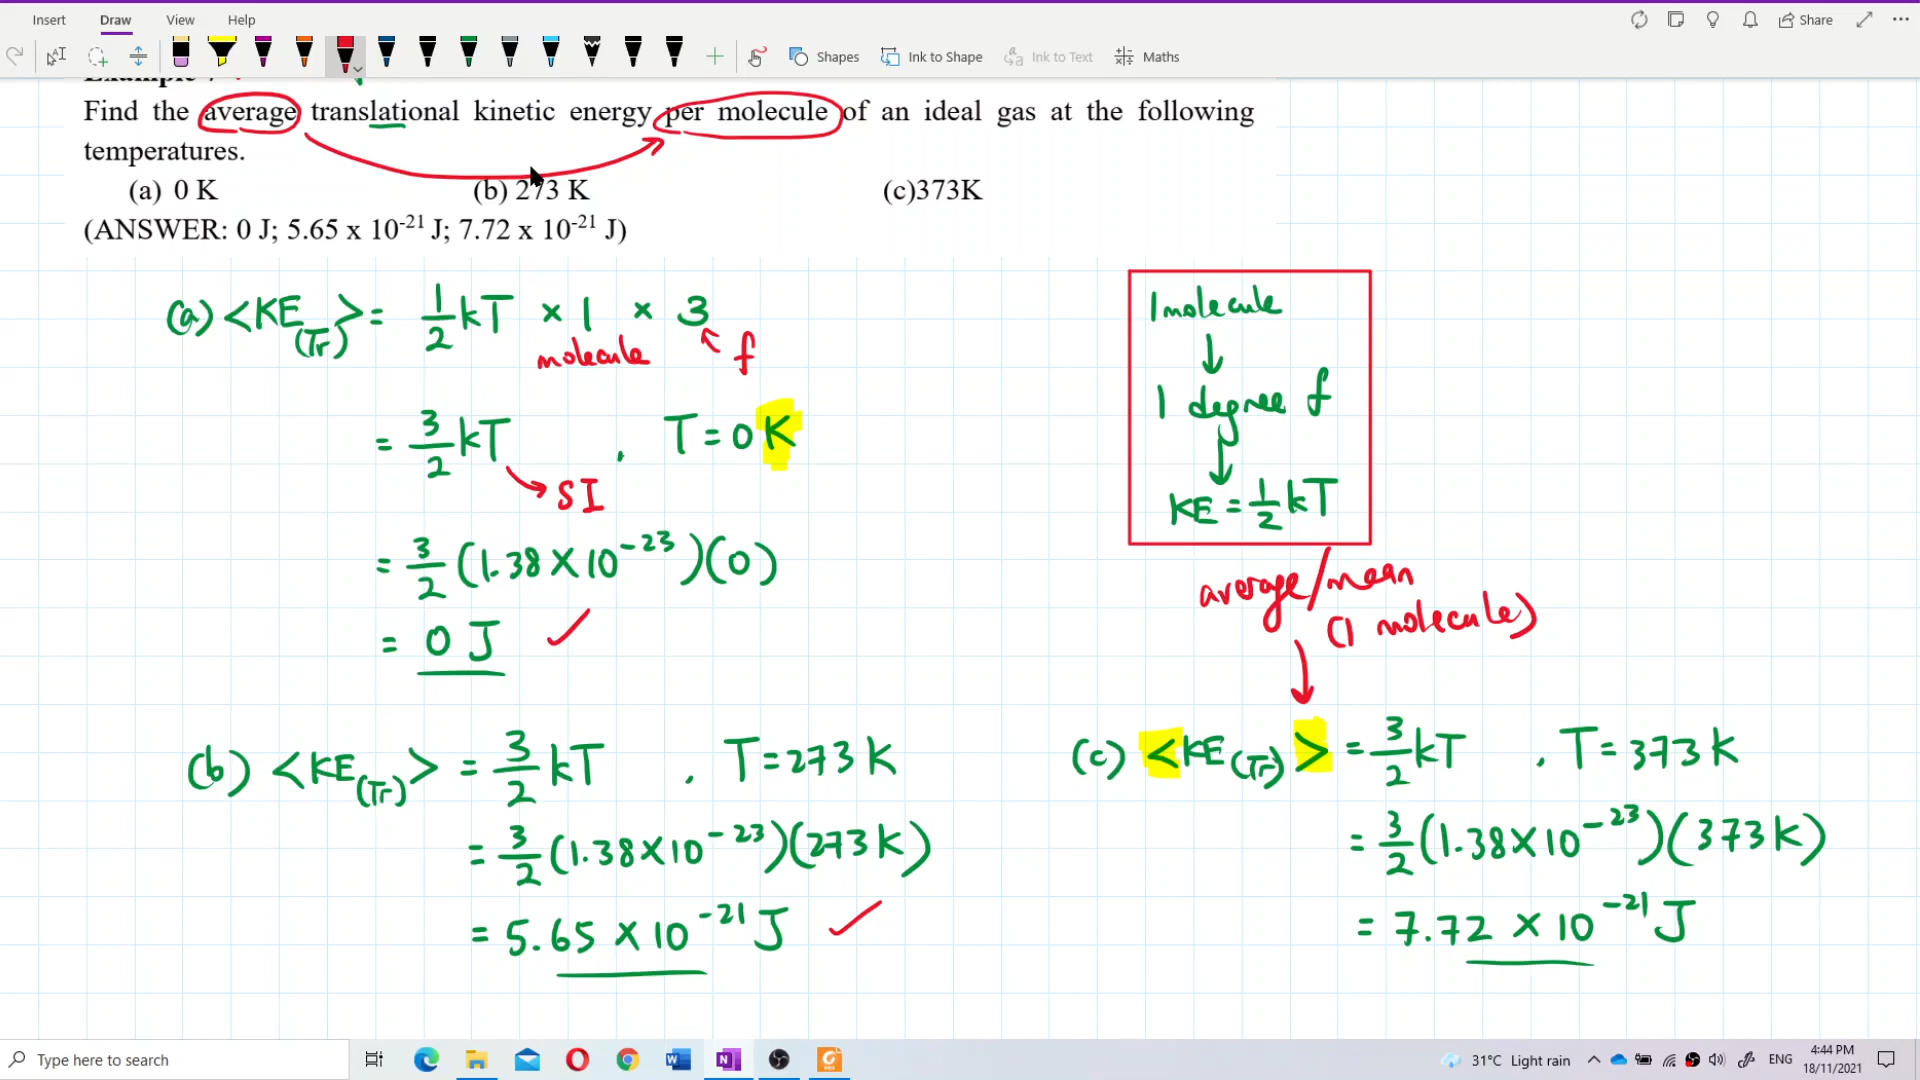 Insert Draw View Help Share
Shapes Ink to Shape Ink to Text Maths
Find the average translational kinetic energy per molecule of an ideal gas at the following
temperatures.
(a) 0 K (b) 273 K (c)373K
(ANSWER: 0 J; 5.65 x 10⁻²¹ J; 7.72 x 10⁻²¹ J)
(a) <KE(Tr)> = 1/2 kT × 1 × 3
molecule f
= 3/2 kT , T = 0 K
SI
= 3/2 (1.38 × 10⁻²³)(0)
= 0 J
1 molecule
1 degree f
KE = 1/2 kT
average/mean
(1 molecule)
(b) <KE(Tr)> = 3/2 kT , T = 273 K
= 3/2 (1.38 × 10⁻²³)(273 K)
= 5.65 × 10⁻²¹ J
(c) <KE(Tr)> = 3/2 kT , T = 373 K
= 3/2 (1.38 × 10⁻²³)(373 K)
= 7.72 × 10⁻²¹ J
Type here to search 31°C Light rain ENG 4:44 PM
18/11/2021